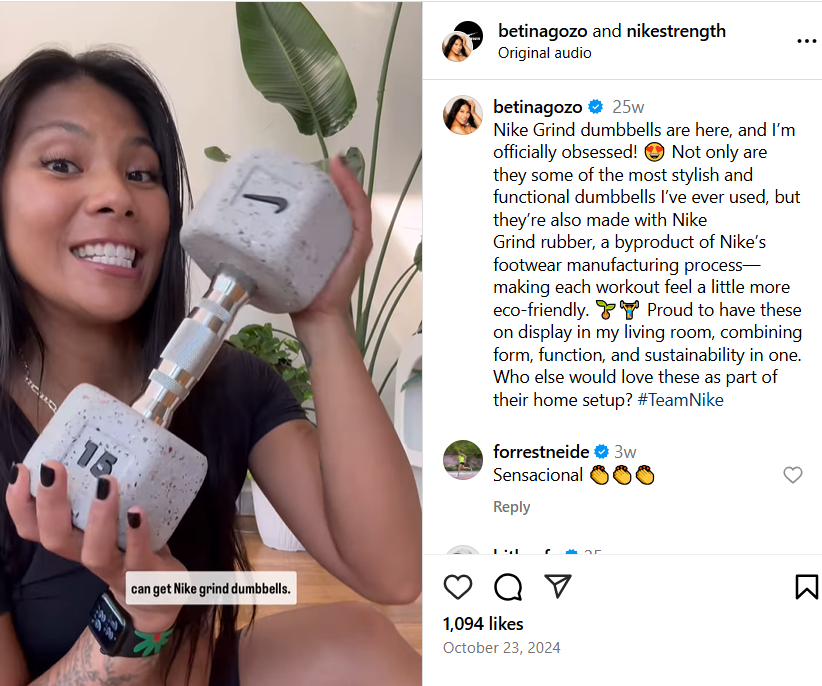 betinagozo and nikestrength
Original audio
betinagozo 25w
Nike Grind dumbbells are here, and I'm
officially obsessed! 😍 Not only are
they some of the most stylish and
functional dumbbells I've ever used, but
they're also made with Nike
Grind rubber, a byproduct of Nike's
footwear manufacturing process—
making each workout feel a little more
eco-friendly. 🌱🏋️ Proud to have these
on display in my living room, combining
form, function, and sustainability in one.
Who else would love these as part of
their home setup? #TeamNike
forrestneide 3w
Sensacional 👏👏👏
Reply
1,094 likes
October 23, 2024
15
can get Nike grind dumbbells.